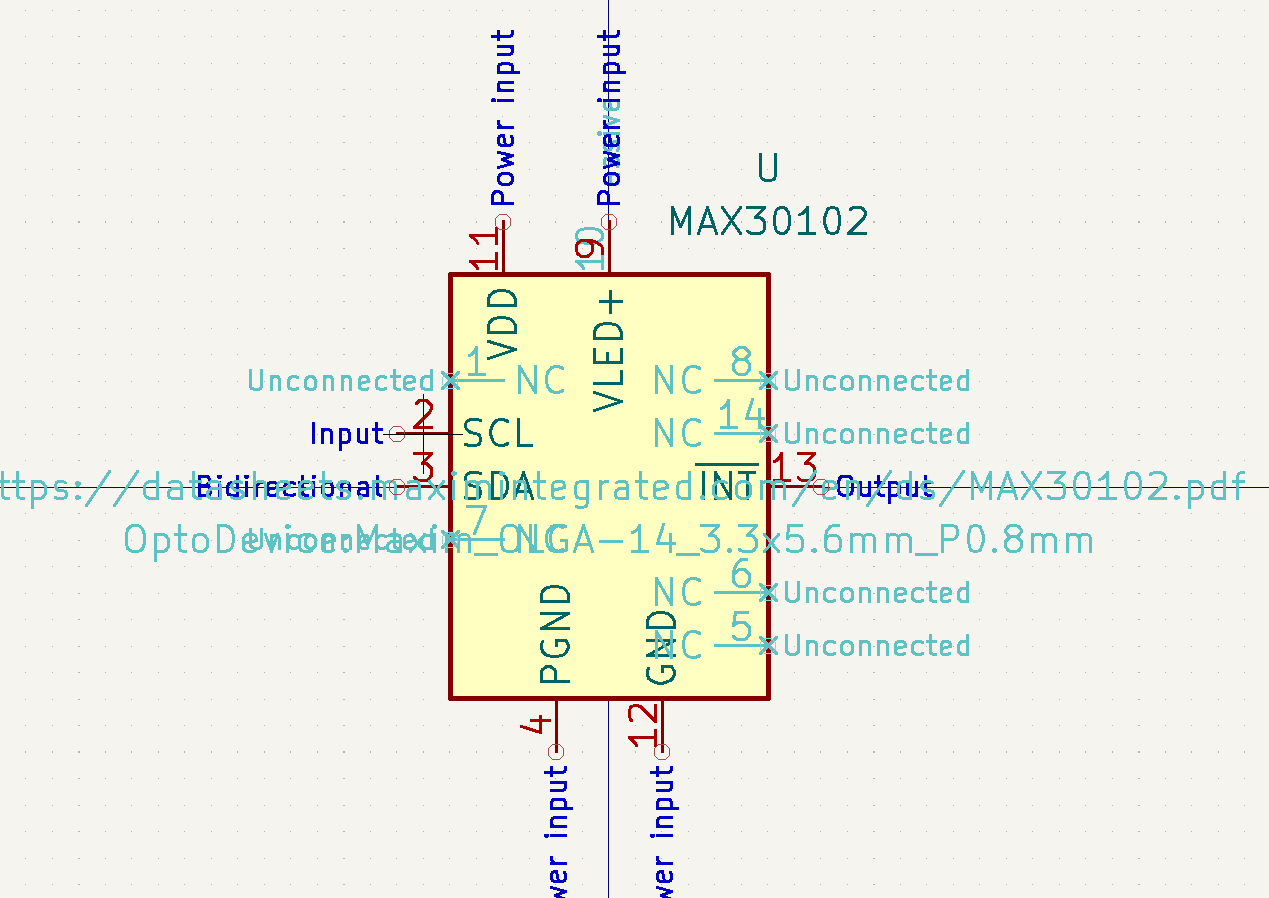 Power input
Power input
U
MAX30102
11
10
9
VDD
VLED+
Unconnected
1
NC
NC
8
Unconnected
Input
2
SCL
NC
14
Unconnected
Bidirectional
3
SDA
INT
13
Output
ttps://datasheets.maximintegrated.com/en/ds/MAX30102.pdf
Unconnected
7
NC
OptoDevice:Maxim_OLGA-14_3.3x5.6mm_P0.8mm
NC
6
Unconnected
NC
5
Unconnected
PGND
GND
4
12
wer input
wer input